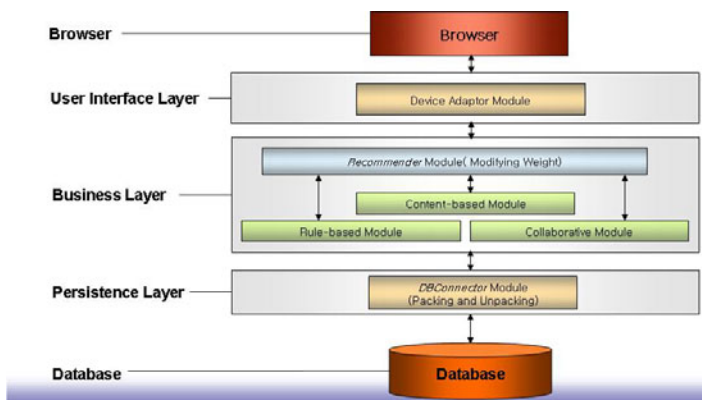 Browser
Browser
User Interface Layer
Device Adaptor Module
Recommender Module( Modifying Weight)
Business Layer
Content-based Module
Rule-based Module
Collaborative Module
Persistence Layer
DBConnector Module
(Packing and Unpacking)
Database
Database